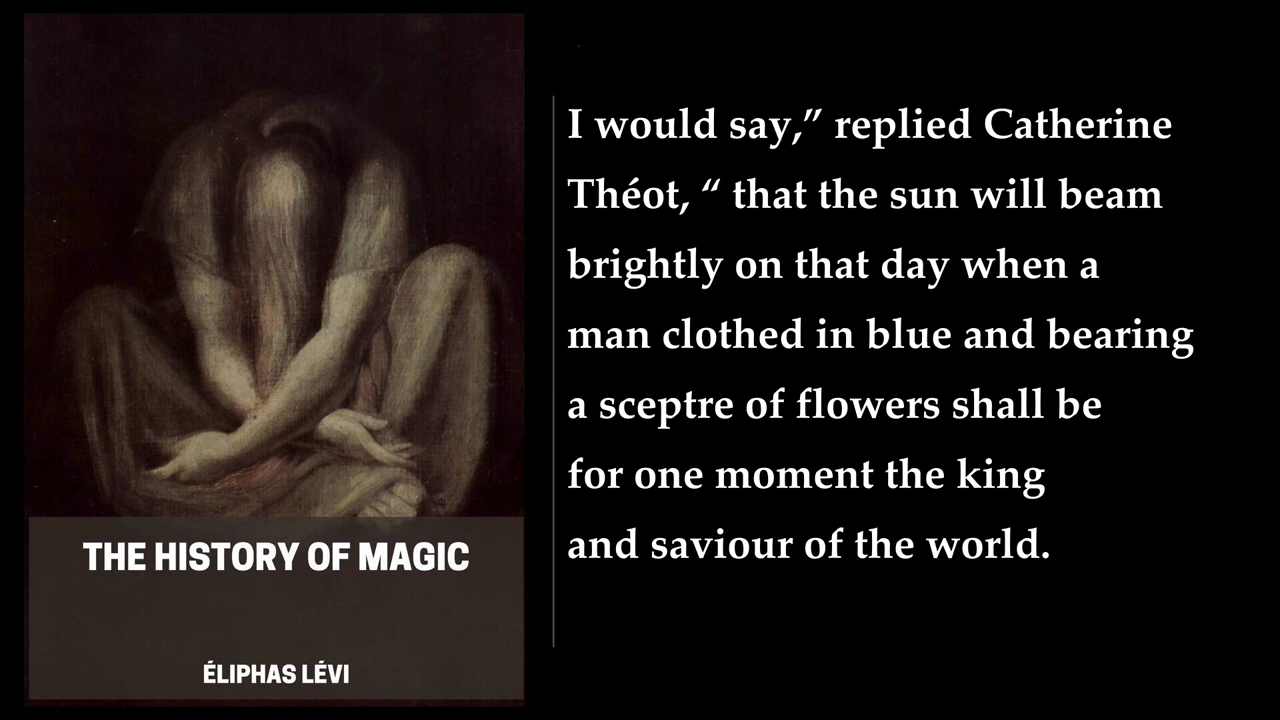 THE HISTORY OF MAGIC
ÉLIPHAS LÉVI
I would say,” replied Catherine
Théot, “ that the sun will beam
brightly on that day when a
man clothed in blue and bearing
a sceptre of flowers shall be
for one moment the king
and saviour of the world.